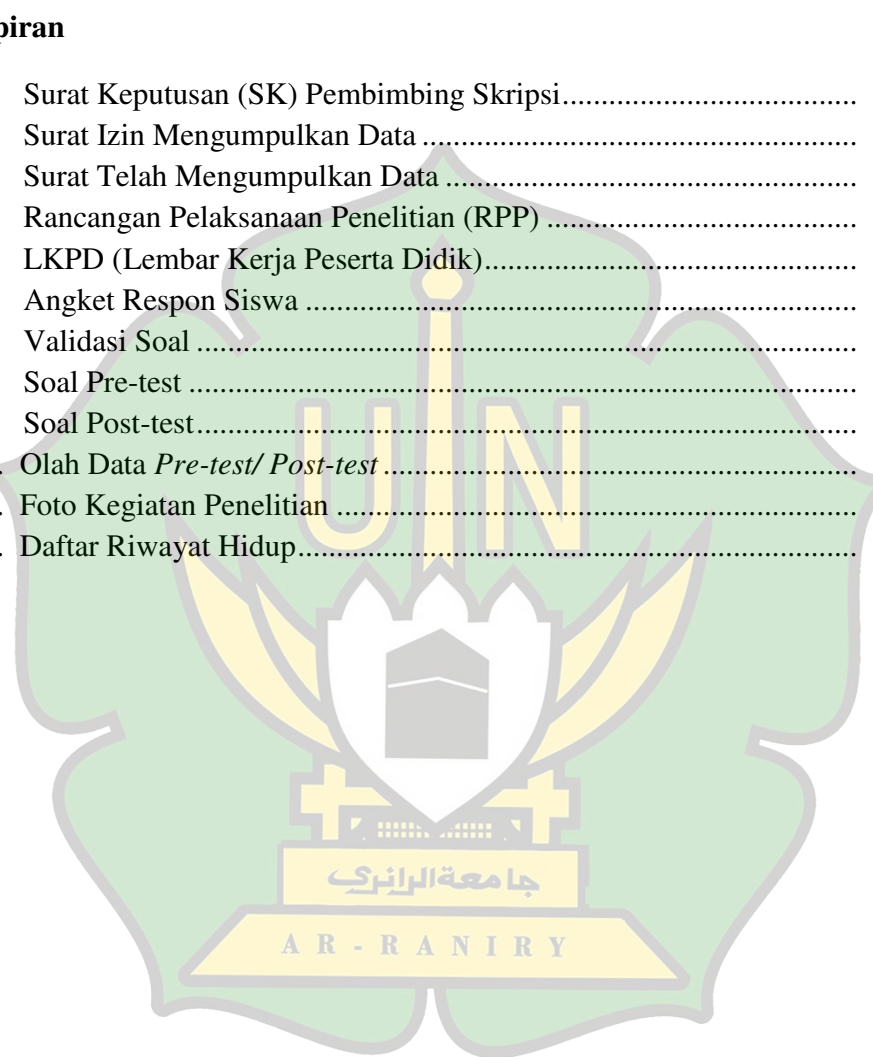 piran
Surat Keputusan (SK) Pembimbing Skripsi......................................
Surat Izin Mengumpulkan Data ........................................................
Surat Telah Mengumpulkan Data .....................................................
Rancangan Pelaksanaan Penelitian (RPP) ........................................
LKPD (Lembar Kerja Peserta Didik)................................................
Angket Respon Siswa .......................................................................
Validasi Soal .....................................................................................
Soal Pre-test ......................................................................................
Soal Post-test.....................................................................................
. Olah Data Pre-test/ Post-test .............................................................
. Foto Kegiatan Penelitian ...................................................................
. Daftar Riwayat Hidup........................................................................
UIN
جامعةالرانري
AR-RANIRY